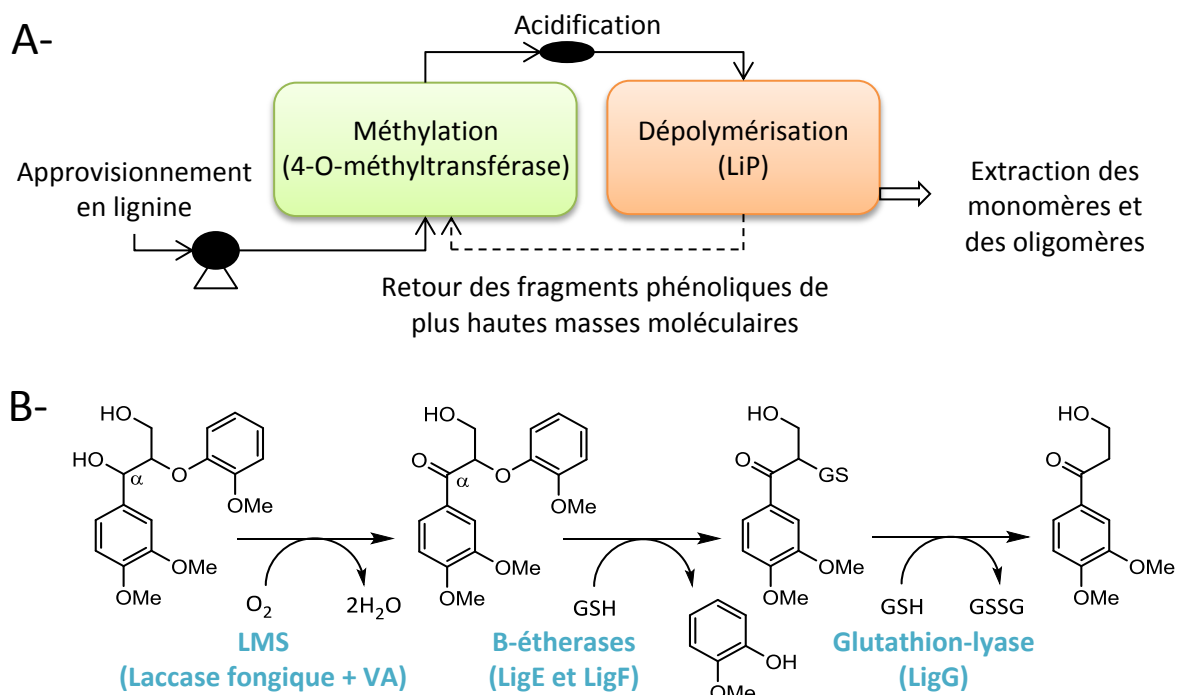 A-
Acidification
Méthylation
(4-O-méthyltransférase)
Dépolymérisation
(LiP)
Approvisionnement
en lignine
Extraction des
monomères et
des oligomères
Retour des fragments phénoliques de
plus hautes masses moléculaires
B-
HO
HO
α
O
OMe
OMe
OMe
O2
2H2O
LMS
(Laccase fongique + VA)
HO
O
α
O
OMe
OMe
OMe
GSH
OH
OMe
Β-étherases
(LigE et LigF)
HO
O
GS
OMe
OMe
GSH
GSSG
Glutathion-lyase
(LigG)
HO
O
OMe
OMe